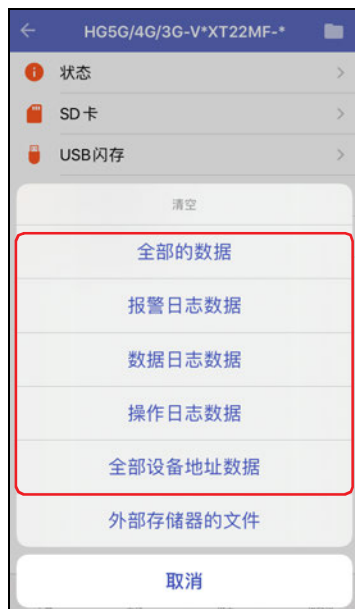 HG5G/4G/3G-V*XT22MF-*
状态
SD卡
USB闪存
清空
全部的数据
报警日志数据
数据日志数据
操作日志数据
全部设备地址数据
外部存储器的文件
取消